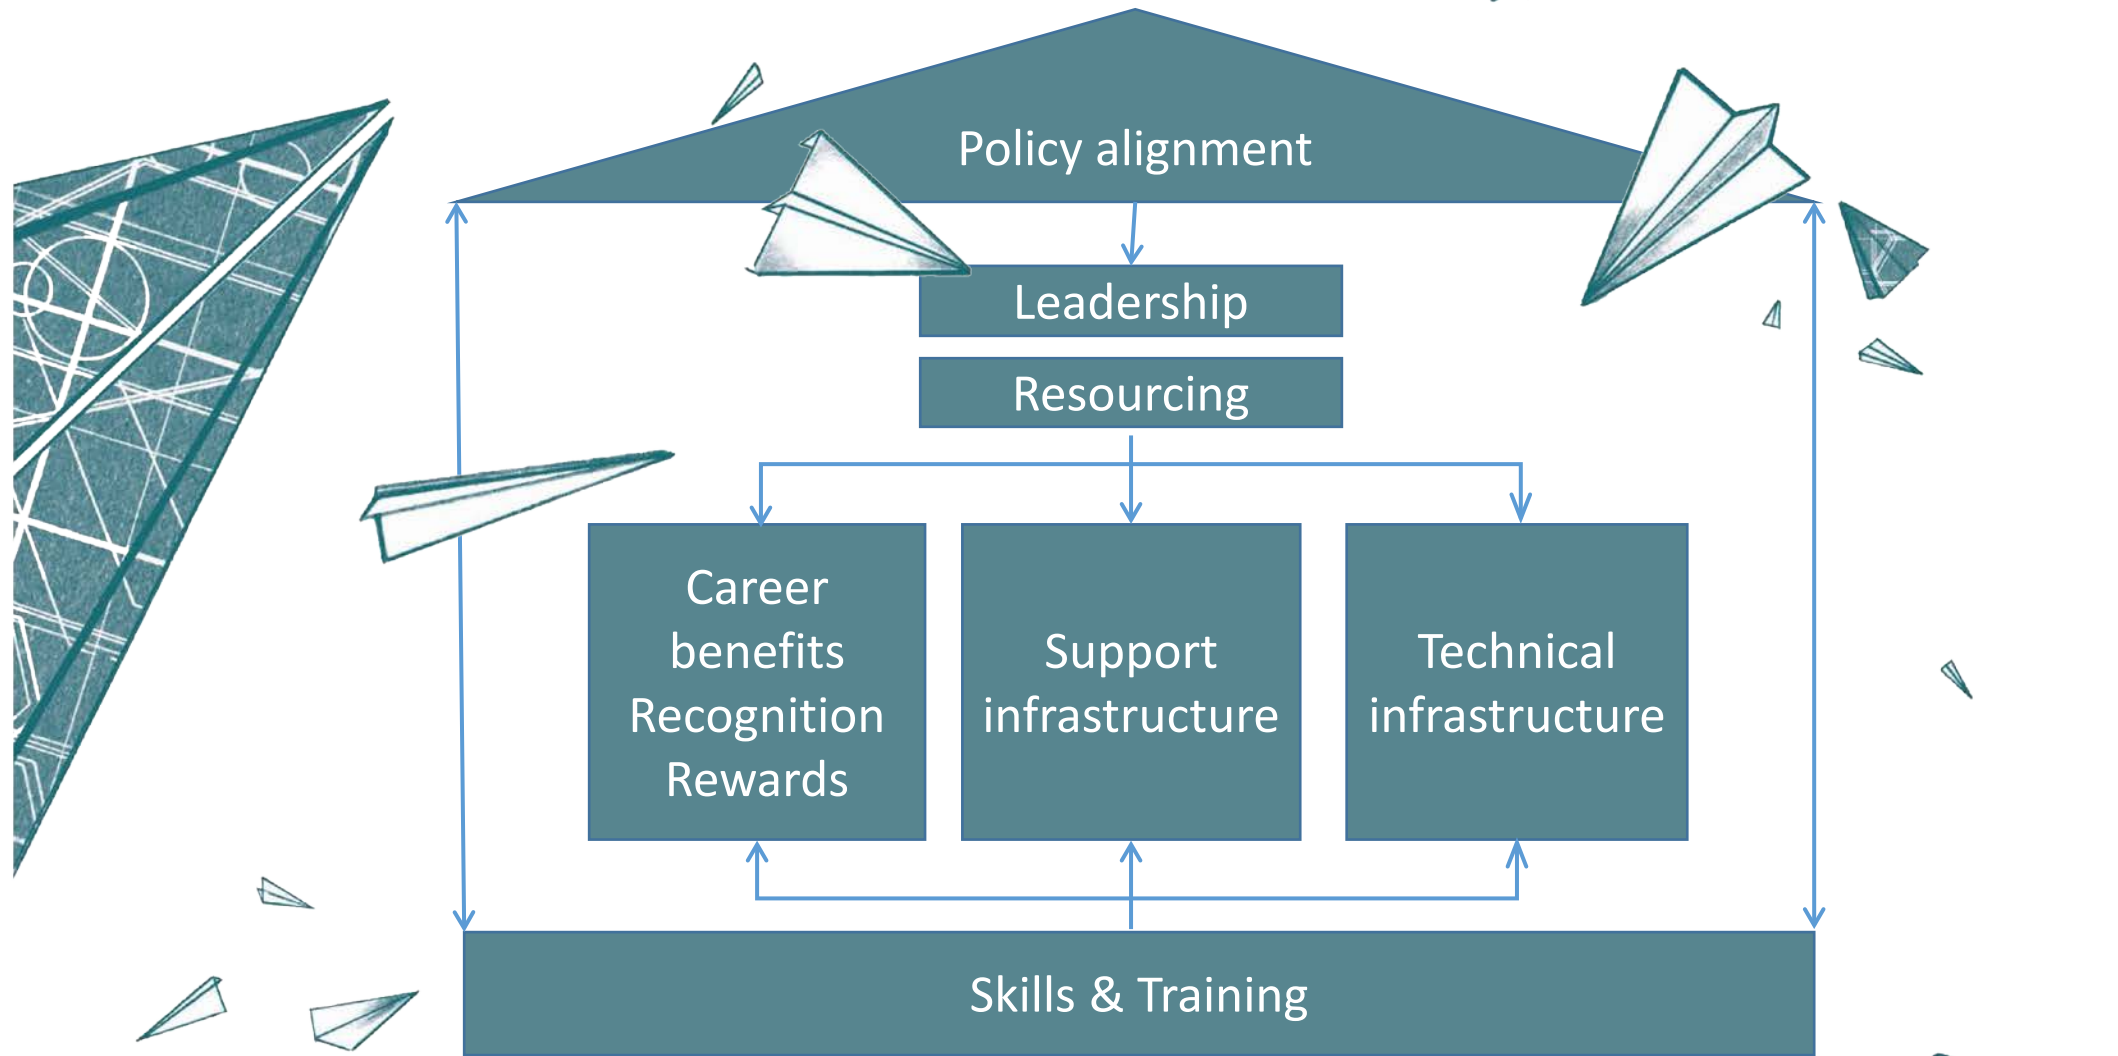 Policy alignment
Leadership
Resourcing
Career
benefits
Recognition
Rewards
Support
infrastructure
Technical
infrastructure
Skills & Training